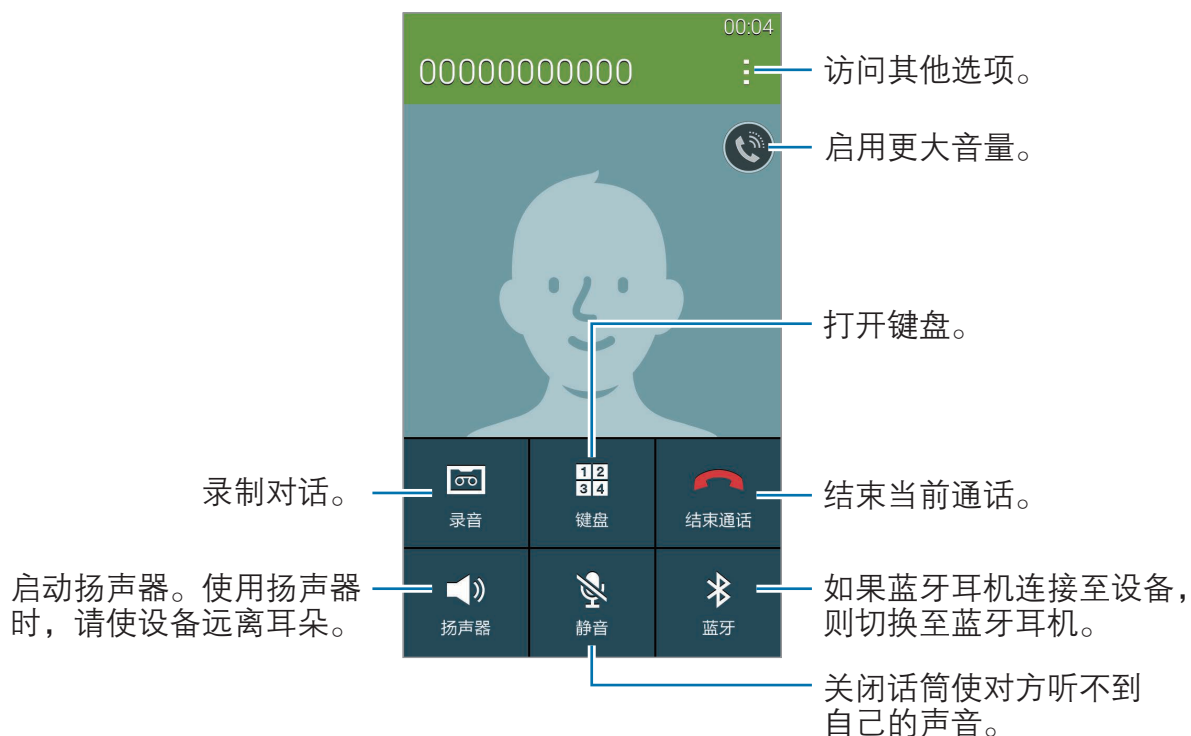 00:04
00000000000
访问其他选项。
启用更大音量。
打开键盘。
录制对话。
1 2
3 4
结束当前通话。
录音
键盘
结束通话
启动扬声器。使用扬声器
时，请使设备远离耳朵。
如果蓝牙耳机连接至设备，
则切换至蓝牙耳机。
扬声器
静音
蓝牙
关闭话筒使对方听不到
自己的声音。